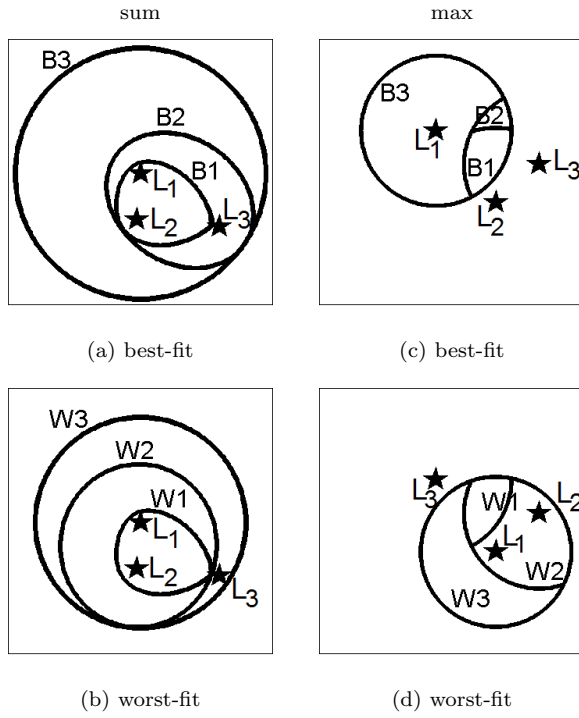 sum
max
B3
B2
B1
L1
L2
L3
B3
B2
B1
L1
L2
L3
(a) best-fit
(c) best-fit
W3
W2
W1
L1
L2
L3
L3
W1
L2
L1
W2
W3
(b) worst-fit
(d) worst-fit